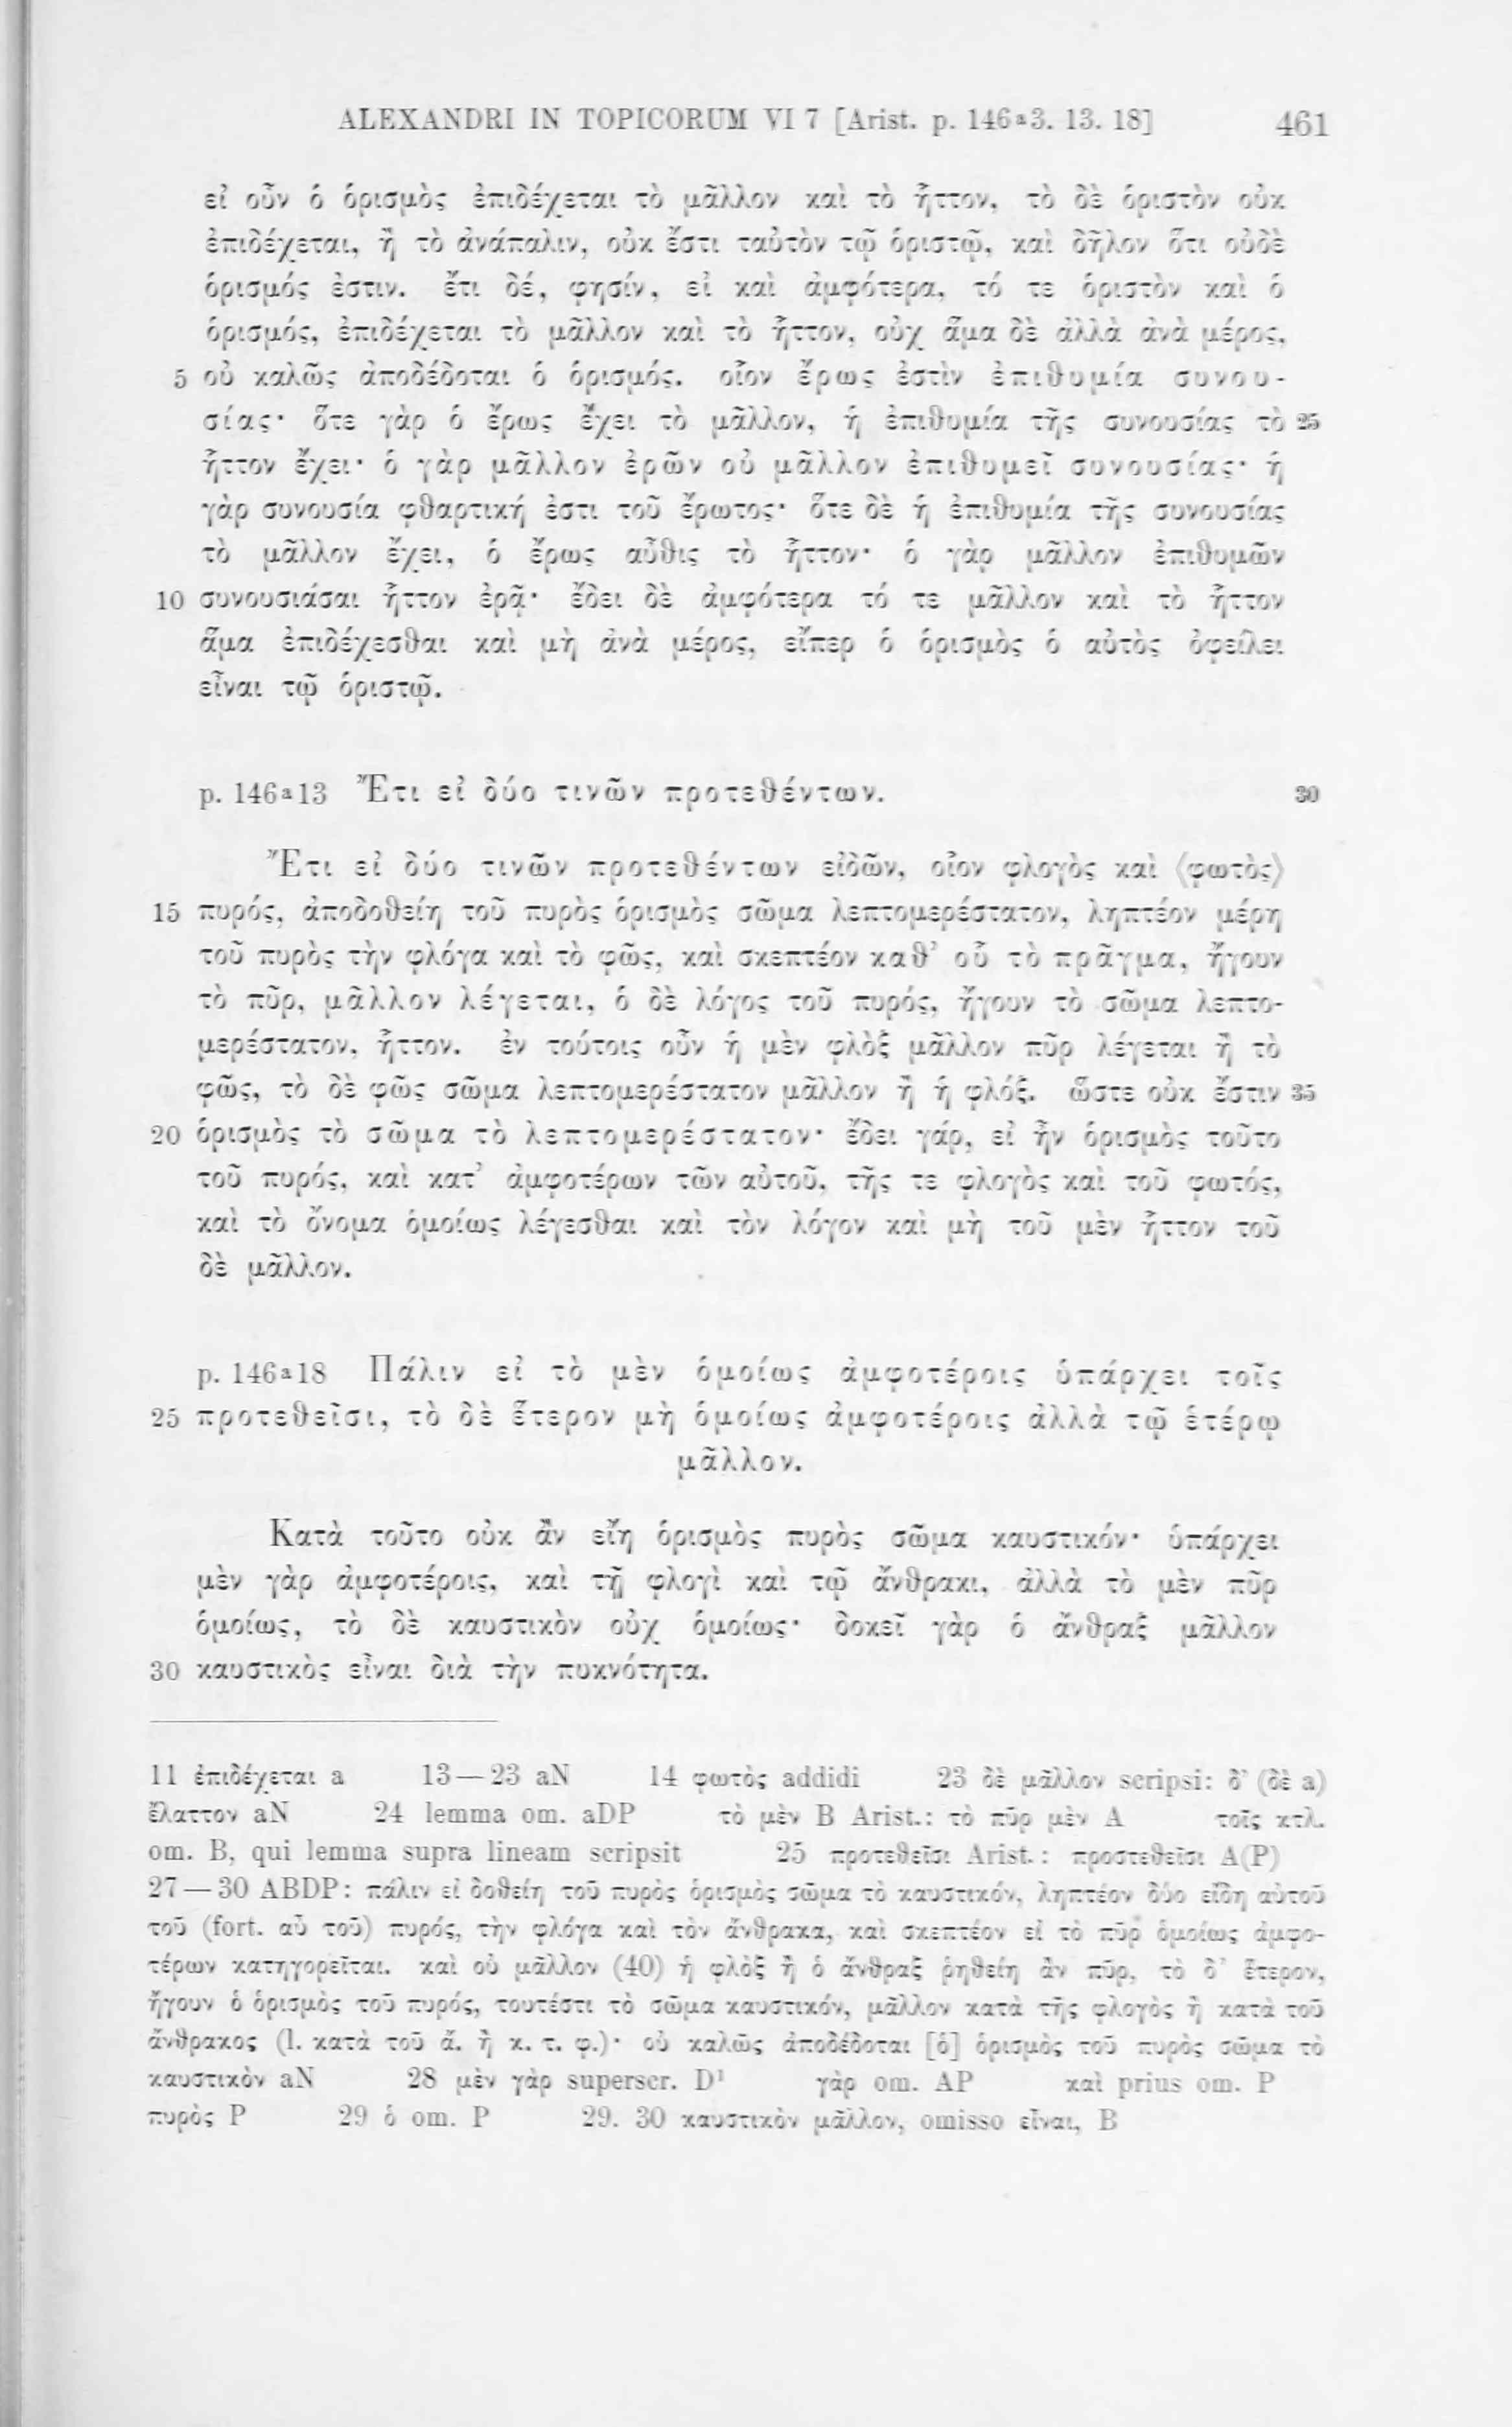 ALEXANDRI IN TOPICORUM VI 7 [Arist. p. 146a3. 13. 18] 461
εἰ οὖν ὁ ὁρισμὸς ἐπιδέχεται τὸ μᾶλλον καὶ τὸ ἧττον, τὸ δὲ ὁριστὸν οὐκ
ἐπιδέχεται, ἢ τὸ ἀνάπαλιν, οὐκ ἔστι ταὐτὸν τῷ ὁριστῷ, καὶ δῆλον ὅτι οὐδὲ
ὁρισμός ἐστιν. ἔτι δέ, φησίν, εἰ καὶ ἀμφότερα, τό τε ὁριστὸν καὶ ὁ
ὁρισμός, ἐπιδέχεται τὸ μᾶλλον καὶ τὸ ἧττον, οὐχ ἅμα δὲ ἀλλὰ ἀνὰ μέρος,
5 οὐ καλῶς ἀποδέδοται ὁ ὁρισμός. οἷον ἔρως ἐστὶν ἐπιθυμία συνου-
σίας· ὅτε γὰρ ὁ ἔρως ἔχει τὸ μᾶλλον, ἡ ἐπιθυμία τῆς συνουσίας τὸ 25
ἧττον ἔχει· ὁ γὰρ μᾶλλον ἐρῶν οὐ μᾶλλον ἐπιθυμεῖ συνουσίας· ἡ
γὰρ συνουσία φθαρτική ἐστι τοῦ ἔρωτος· ὅτε δὲ ἡ ἐπιθυμία τῆς συνουσίας
τὸ μᾶλλον ἔχει, ὁ ἔρως αὖθις τὸ ἧττον· ὁ γὰρ μᾶλλον ἐπιθυμῶν
10 συνουσιάσαι ἧττον ἐρᾷ· ἔδει δὲ ἀμφότερα τό τε μᾶλλον καὶ τὸ ἧττον
ἅμα ἐπιδέχεσθαι καὶ μὴ ἀνὰ μέρος, εἴπερ ὁ ὁρισμὸς ὁ αὐτὸς ὀφείλει
εἶναι τῷ ὁριστῷ.
p. 146a13 Ἔτι εἰ δύο τινῶν προτεθέντων. 30
Ἔτι εἰ δύο τινῶν προτεθέντων εἰδῶν, οἷον φλογὸς καὶ ⟨φωτὸς⟩
15 πυρός, ἀποδοθείη τοῦ πυρὸς ὁρισμὸς σῶμα λεπτομερέστατον, ληπτέον μέρη
τοῦ πυρὸς τὴν φλόγα καὶ τὸ φῶς, καὶ σκεπτέον καθ’ οὗ τὸ πρᾶγμα, ἤγουν
τὸ πῦρ, μᾶλλον λέγεται, ὁ δὲ λόγος τοῦ πυρός, ἤγουν τὸ σῶμα λεπτο-
μερέστατον, ἧττον. ἐν τούτοις οὖν ἡ μὲν φλὸξ μᾶλλον πῦρ λέγεται ἢ τὸ
φῶς, τὸ δὲ φῶς σῶμα λεπτομερέστατον μᾶλλον ἢ ἡ φλόξ. ὥστε οὐκ ἔστιν 35
20 ὁρισμὸς τὸ σῶμα τὸ λεπτομερέστατον· ἔδει γάρ, εἰ ἦν ὁρισμὸς τοῦτο
τοῦ πυρός, καὶ κατ’ ἀμφοτέρων τῶν αὐτοῦ, τῆς τε φλογὸς καὶ τοῦ φωτός,
καὶ τὸ ὄνομα ὁμοίως λέγεσθαι καὶ τὸν λόγον καὶ μὴ τοῦ μὲν ἧττον τοῦ
δὲ μᾶλλον.
p. 146a18 Πάλιν εἰ τὸ μὲν ὁμοίως ἀμφοτέροις ὑπάρχει τοῖς
25 προτεθεῖσι, τὸ δὲ ἕτερον μὴ ὁμοίως ἀμφοτέροις ἀλλὰ τῷ ἑτέρῳ
μᾶλλον.
Κατὰ τοῦτο οὐκ ἂν εἴη ὁρισμὸς πυρὸς σῶμα καυστικόν· ὑπάρχει
μὲν γὰρ ἀμφοτέροις, καὶ τῇ φλογὶ καὶ τῷ ἄνθρακι, ἀλλὰ τὸ μὲν πῦρ
ὁμοίως, τὸ δὲ καυστικὸν οὐχ ὁμοίως· δοκεῖ γὰρ ὁ ἄνθραξ μᾶλλον
30 καυστικὸς εἶναι διὰ τὴν πυκνότητα.
11 ἐπιδέχεται a 13—23 aN 14 φωτὸς addidi 23 δὲ μᾶλλον scripsi: δ’ (δὲ a)
ἔλαττον aN 24 lemma om. aDP τὸ μὲν B Arist.: τὸ πῦρ μὲν A τοῖς κτλ.
om. B, qui lemma supra lineam scripsit 25 προτεθεῖσι Arist.: προστεθεῖσι A(P)
27—30 ABDP: πάλιν εἰ δοθείη τοῦ πυρὸς ὁρισμὸς σῶμα τὸ καυστικόν, ληπτέον δύο εἴδη αὐτοῦ
τοῦ (fort. αὖ τοῦ) πυρός, τὴν φλόγα καὶ τὸν ἄνθρακα, καὶ σκεπτέον εἰ τὸ πῦρ ὁμοίως ἀμφο-
τέρων κατηγορεῖται. καὶ οὐ μᾶλλον (40) ἡ φλὸξ ἢ ὁ ἄνθραξ ῥηθείη ἂν πῦρ, τὸ δ’ ἕτερον,
ἤγουν ὁ ὁρισμὸς τοῦ πυρός, τουτέστι τὸ σῶμα καυστικόν, μᾶλλον κατὰ τῆς φλογὸς ἢ κατὰ τοῦ
ἄνθρακος (l. κατὰ τοῦ ἄ. ἢ κ. τ. φ.)· οὐ καλῶς ἀποδέδοται [ὁ] ὁρισμὸς τοῦ πυρὸς σῶμα τὸ
καυστικὸν aN 28 μὲν γὰρ superscr. D¹ γὰρ om. AP καὶ prius om. P
πυρὸς P 29 ὁ om. P 29. 30 καυστικὸν μᾶλλον, omisso εἶναι, B